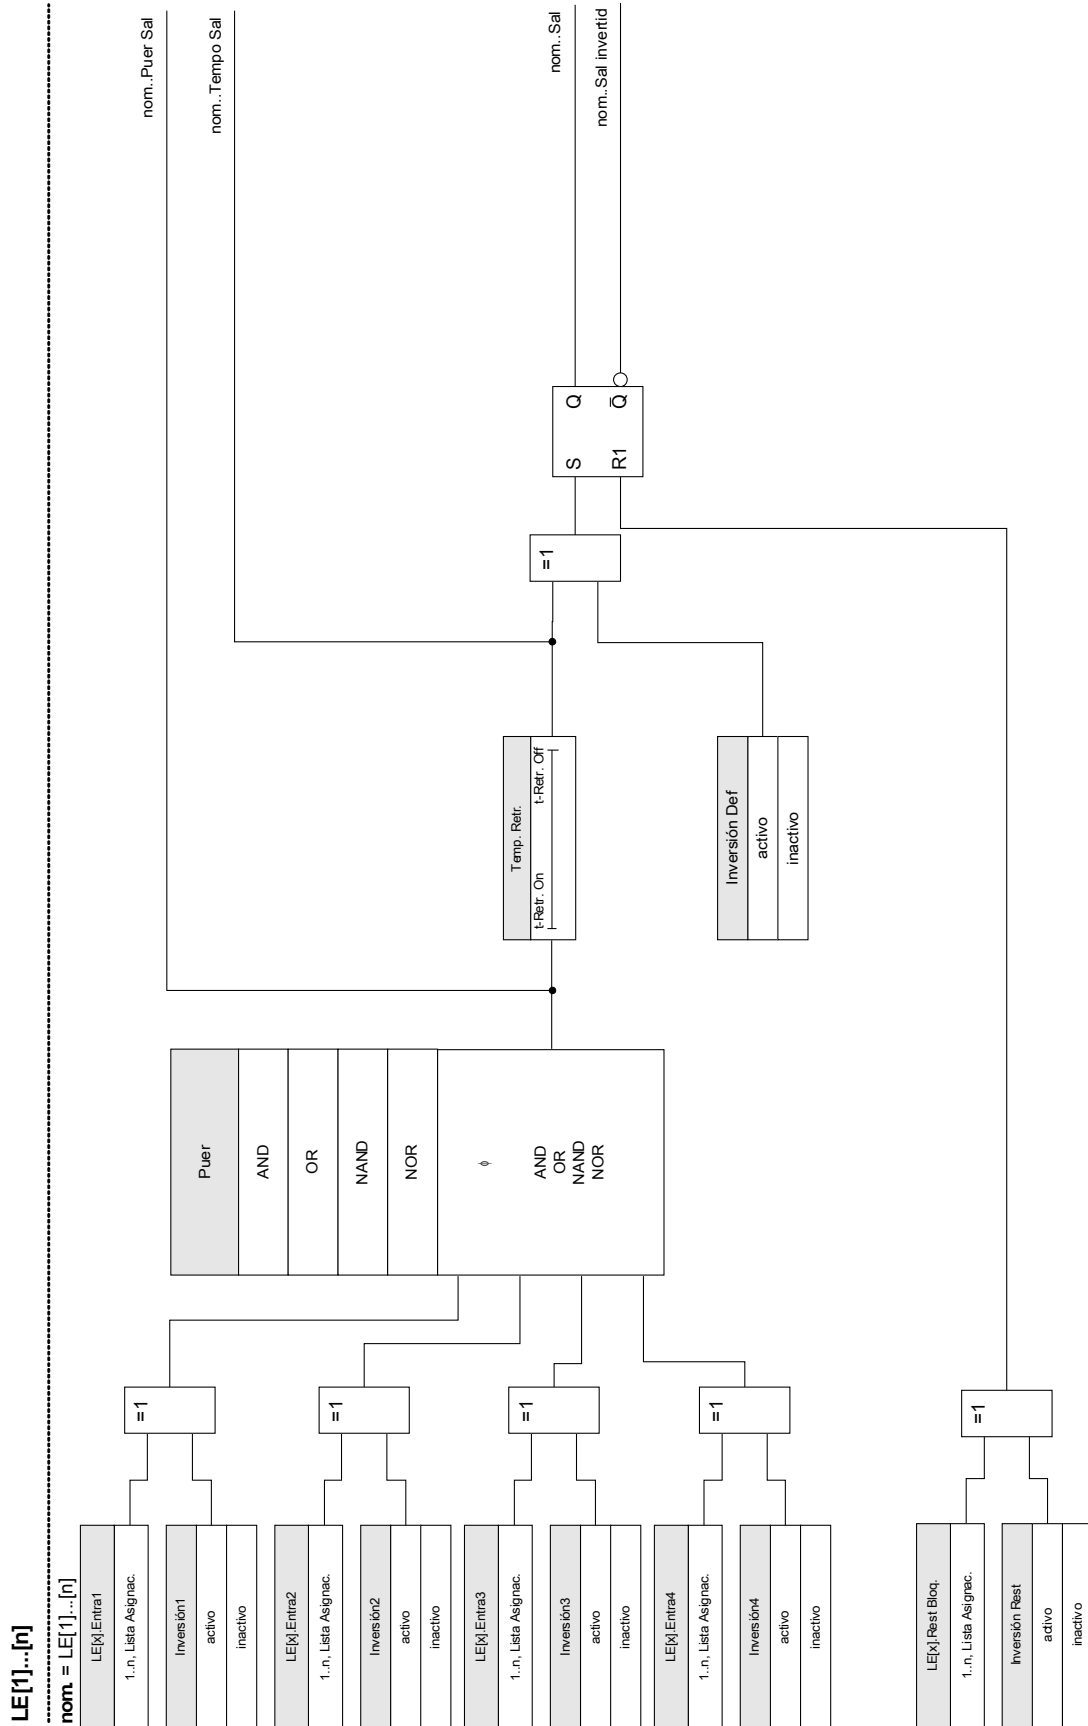 LE[1]...[n]
nom. = LE[1]...[n]
LE[x].Entra1
1..n, Lista Asignac.
Inversión1
activo
inactivo
LE[x].Entra2
1..n, Lista Asignac.
Inversión2
activo
inactivo
LE[x].Entra3
1..n, Lista Asignac.
Inversión3
activo
inactivo
LE[x].Entra4
1..n, Lista Asignac.
Inversión4
activo
inactivo
LE[x].Rest Bloq.
1..n, Lista Asignac.
Inversión Rest
activo
inactivo
=1
=1
=1
=1
=1
Puer
AND
OR
NAND
NOR
ϕ
AND
OR
NAND
NOR
Temp. Retr.
t-Retr. On
t-Retr. Off
Inversión Def
activo
inactivo
=1
S
Q
R1
Q̅
nom..Puer Sal
nom..Tempo Sal
nom..Sal
nom..Sal invertid